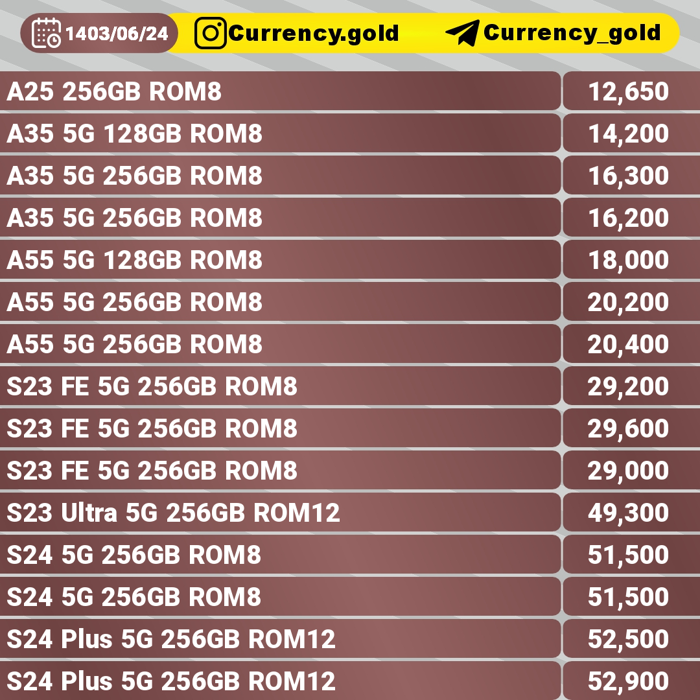 1403/06/24 Currency.gold Currency_gold
A25 256GB ROM8 12,650
A35 5G 128GB ROM8 14,200
A35 5G 256GB ROM8 16,300
A35 5G 256GB ROM8 16,200
A55 5G 128GB ROM8 18,000
A55 5G 256GB ROM8 20,200
A55 5G 256GB ROM8 20,400
S23 FE 5G 256GB ROM8 29,200
S23 FE 5G 256GB ROM8 29,600
S23 FE 5G 256GB ROM8 29,000
S23 Ultra 5G 256GB ROM12 49,300
S24 5G 256GB ROM8 51,500
S24 5G 256GB ROM8 51,500
S24 Plus 5G 256GB ROM12 52,500
S24 Plus 5G 256GB ROM12 52,900